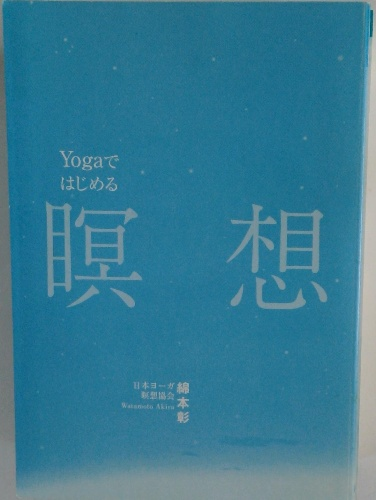 Yogaで
はじめる
瞑想
日本ヨーガ
瞑想協会
Watamoto Akira
綿本彰